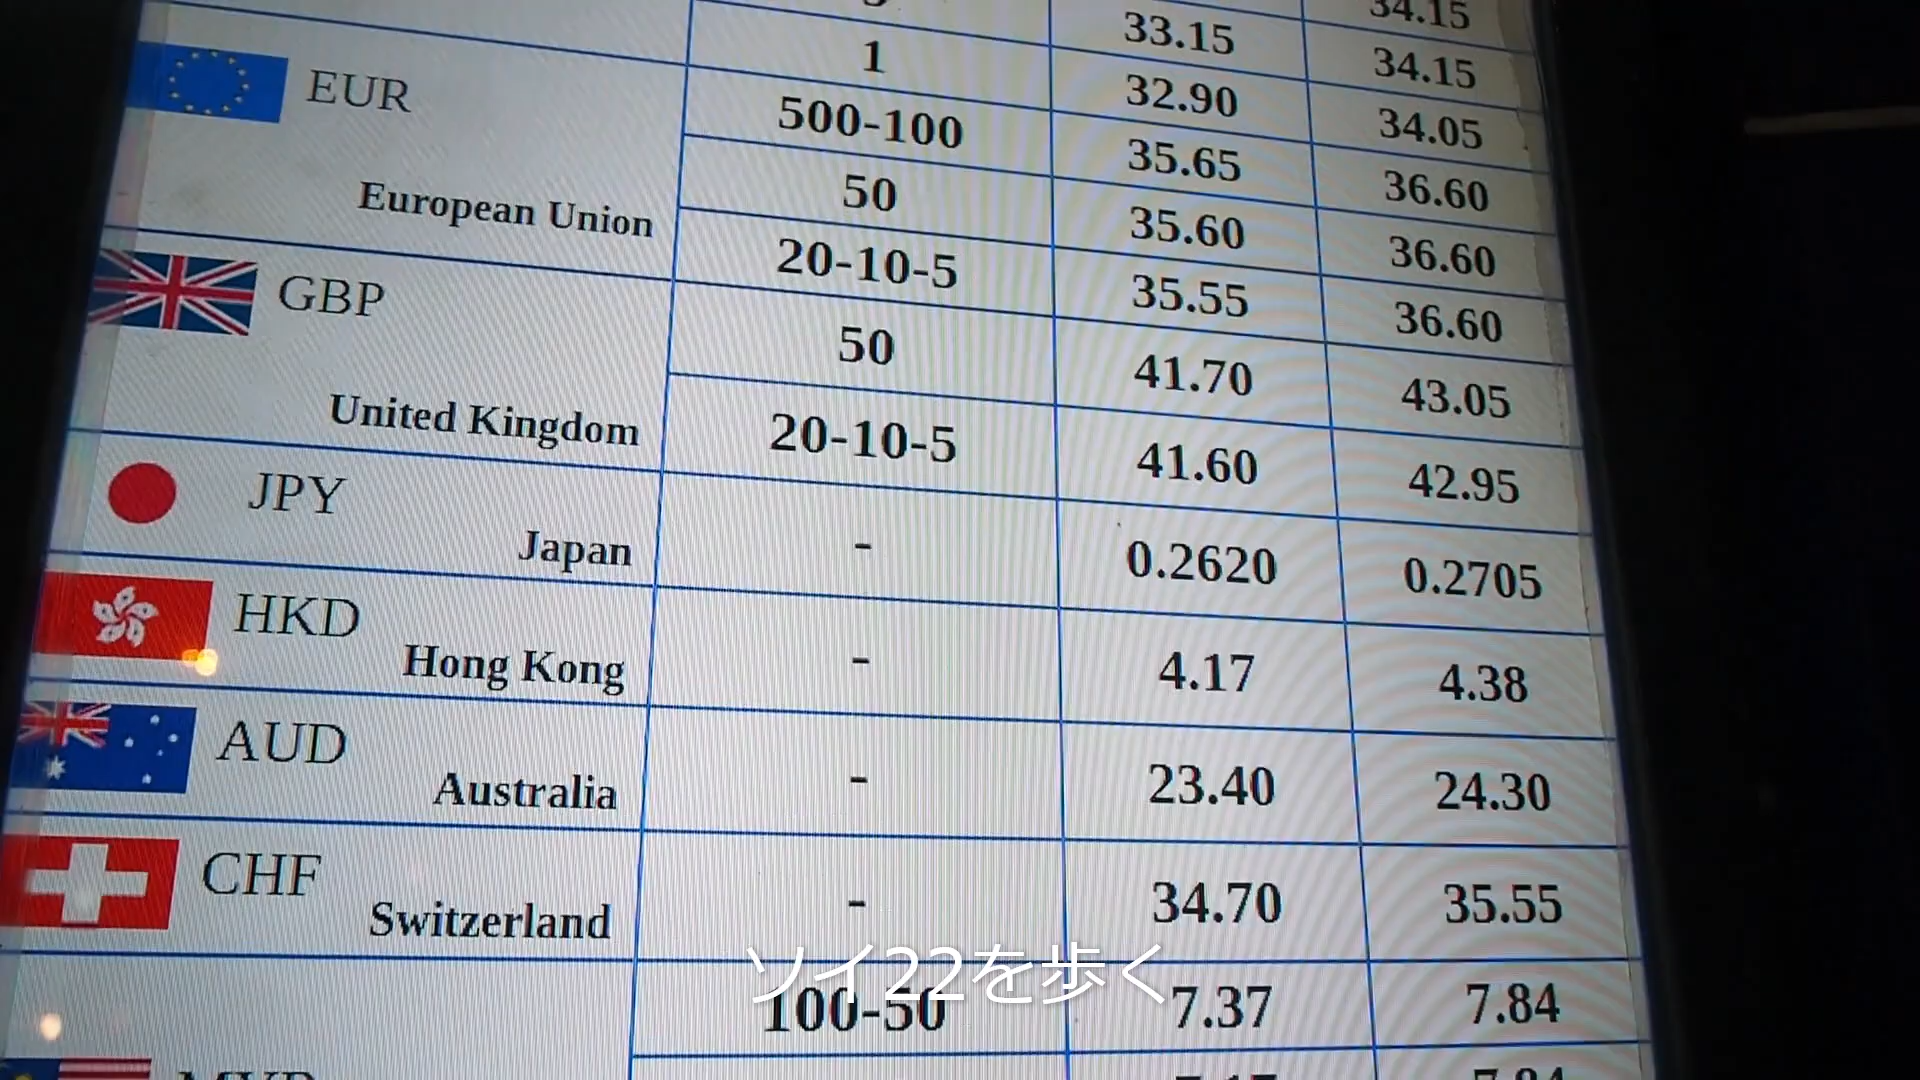 34.15
33.15 34.15
1 32.90 34.05
EUR 500-100 35.65 36.60
50 35.60 36.60
European Union 20-10-5 35.55 36.60
GBP 50 41.70 43.05
United Kingdom 20-10-5 41.60 42.95
JPY
Japan - 0.2620 0.2705
HKD
Hong Kong - 4.17 4.38
AUD
Australia - 23.40 24.30
CHF
Switzerland - 34.70 35.55
100-50 7.37 7.84
ソイ22を歩く